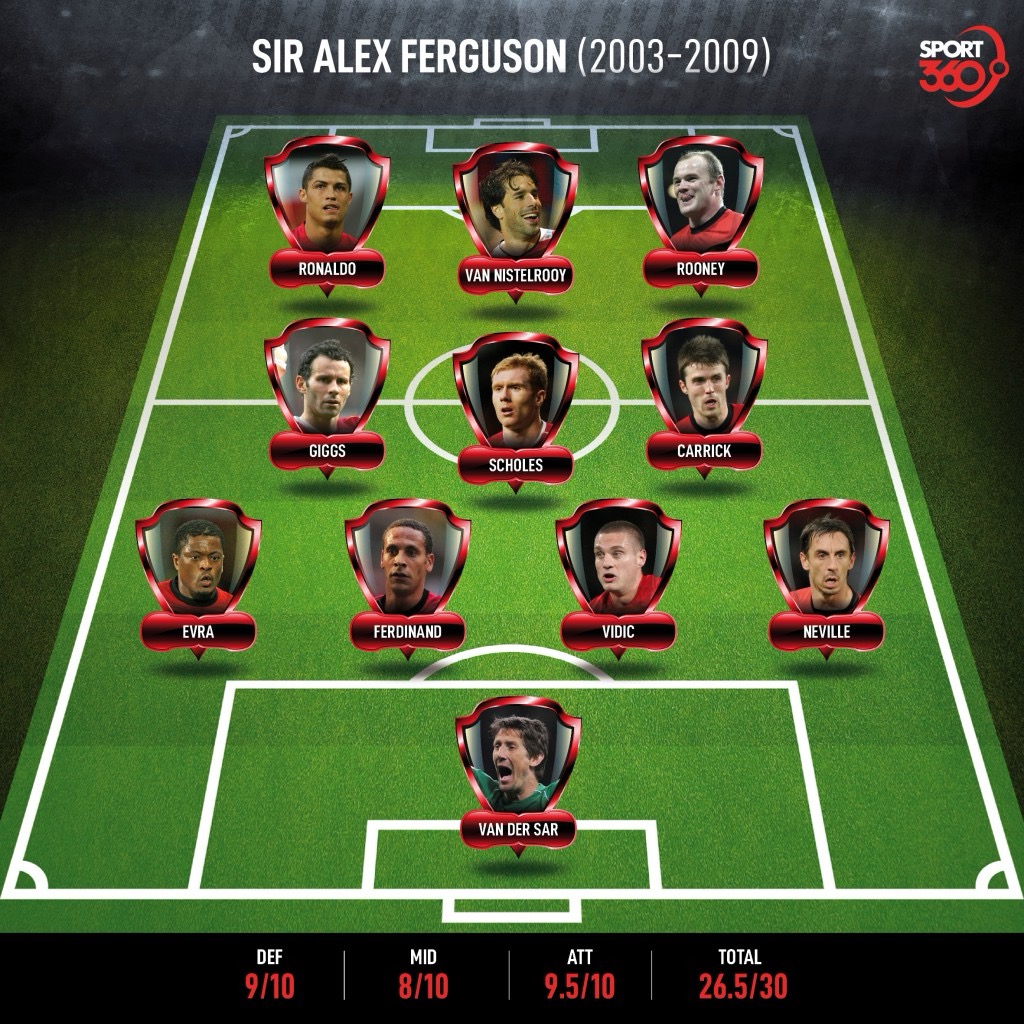 SIR ALEX FERGUSON (2003-2009)
SPORT
360
RONALDO
VAN NISTELROOY
ROONEY
GIGGS
SCHOLES
CARRICK
EVRA
FERDINAND
VIDIC
NEVILLE
VAN DER SAR
DEF MID ATT TOTAL
9/10 8/10 9.5/10 26.5/30